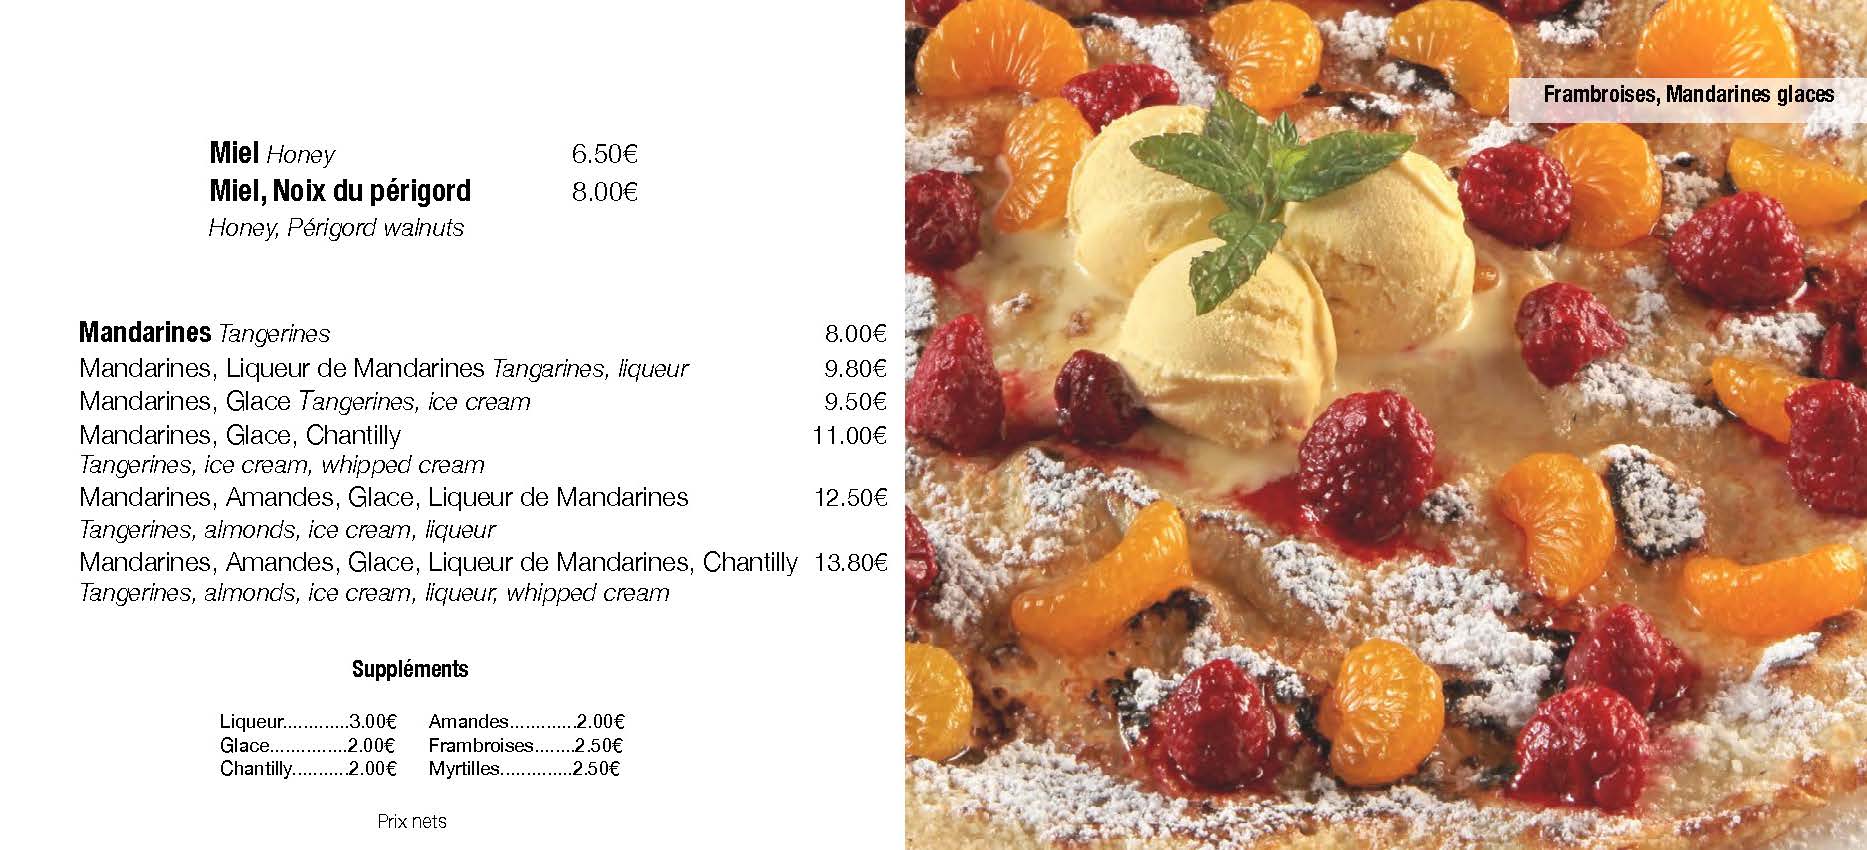 Miel Honey 6.50€
Miel, Noix du périgord 8.00€
Honey, Périgord walnuts
Mandarines Tangerines 8.00€
Mandarines, Liqueur de Mandarines Tangarines, liqueur 9.80€
Mandarines, Glace Tangerines, ice cream 9.50€
Mandarines, Glace, Chantilly 11.00€
Tangerines, ice cream, whipped cream
Mandarines, Amandes, Glace, Liqueur de Mandarines 12.50€
Tangerines, almonds, ice cream, liqueur
Mandarines, Amandes, Glace, Liqueur de Mandarines, Chantilly 13.80€
Tangerines, almonds, ice cream, liqueur, whipped cream
Suppléments
Liqueur.............3.00€ Amandes.............2.00€
Glace...............2.00€ Framboises........2.50€
Chantilly...........2.00€ Myrtilles..............2.50€
Prix nets
Frambroises, Mandarines glaces